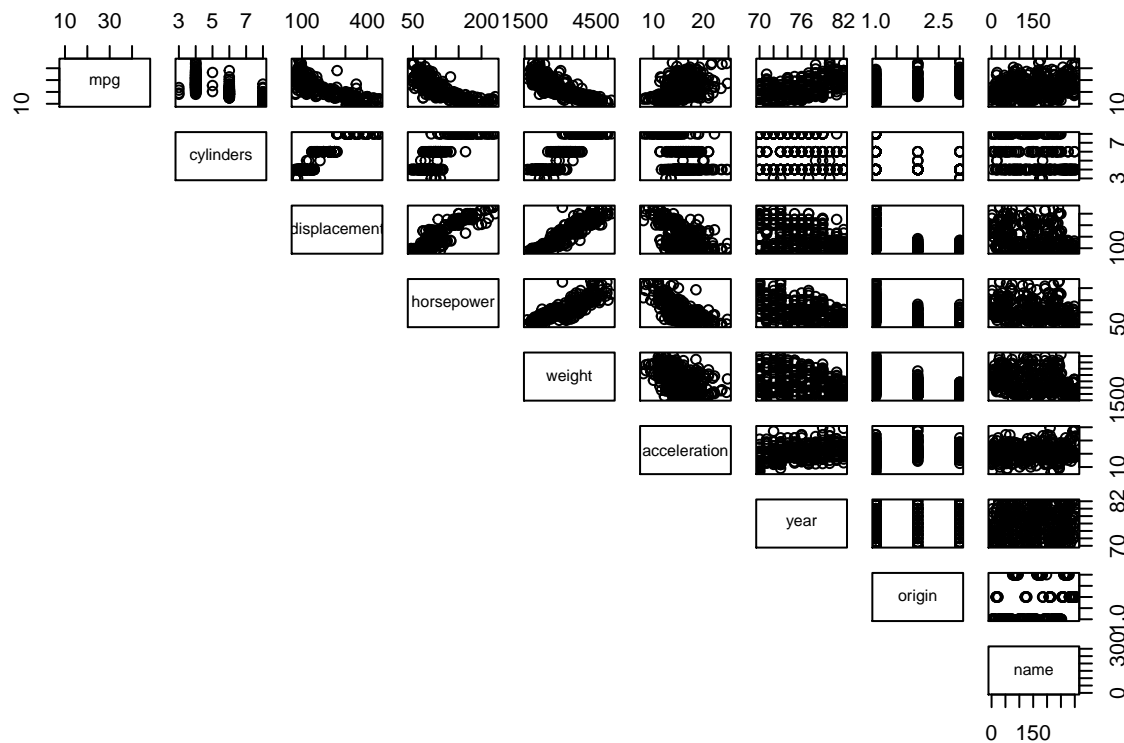 10 30
3 5 7
100 400
50 200
1500 4500
10 20
70 76 82
1.0 2.5
0 150
mpg
10
10
cylinders
3 7
displacement
100
horsepower
50
weight
1500
acceleration
10
year
70 82
origin
1.0
name
0 300
0 150